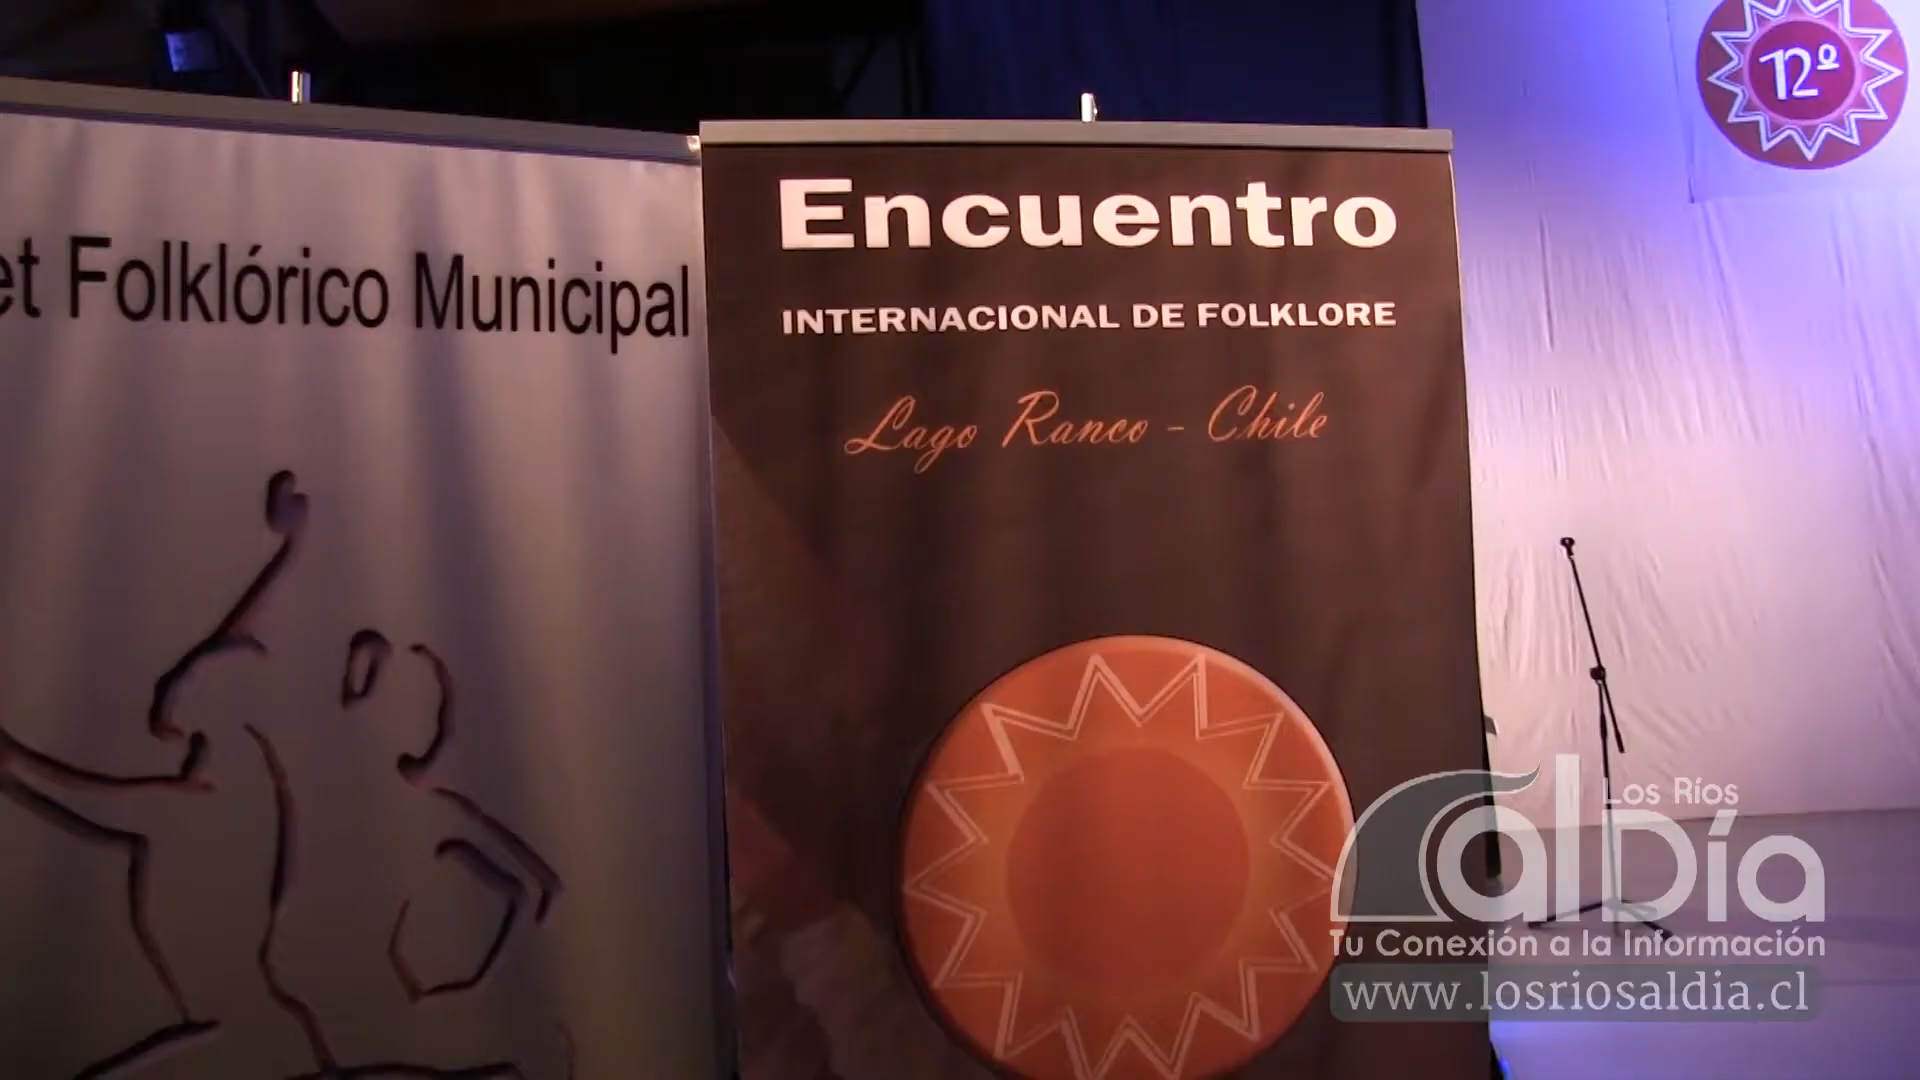 Folklórico Municipal
Encuentro
INTERNACIONAL DE FOLKLORE
Lago Ranco - Chile
12º
Los Ríos
al Día
Tu Conexión a la Información
www.losriosaldia.cl